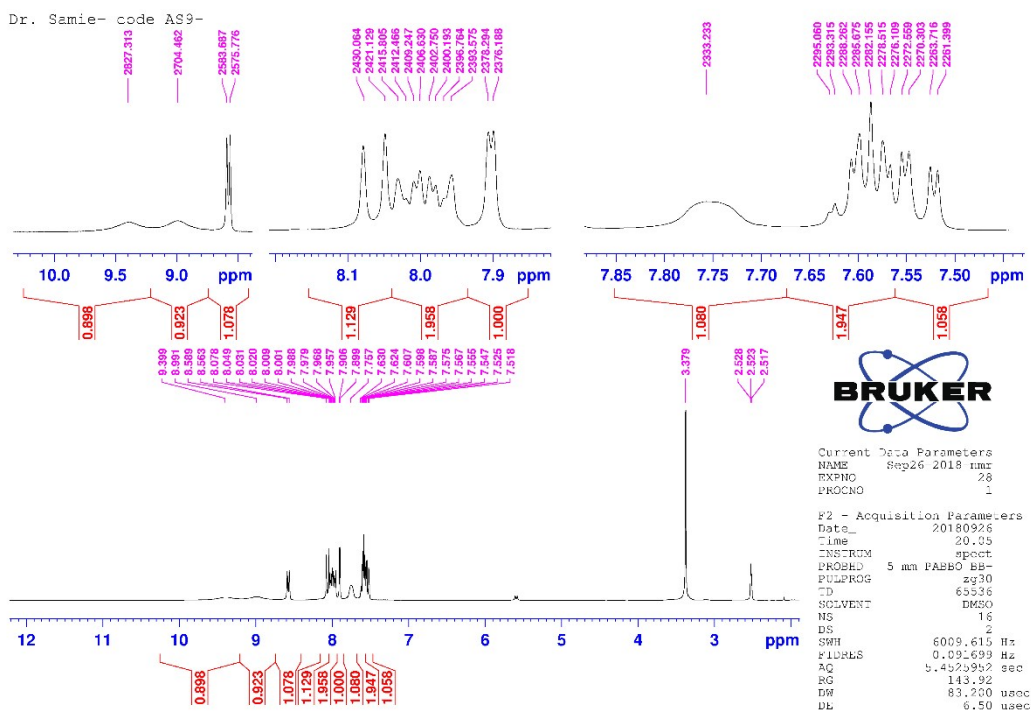 Dr. Samie- code AS9-
2827.313
2704.462
2583.687
2575.776
2430.064
2421.129
2415.805
2412.466
2409.247
2406.630
2402.750
2400.193
2396.764
2393.575
2378.294
2376.188
2333.233
2295.060
2293.315
2288.262
2285.675
2282.155
2278.515
2276.109
2272.569
2270.303
2263.716
2261.399
10.0 9.5 9.0 ppm
8.1 8.0 7.9 ppm
7.85 7.80 7.75 7.70 7.65 7.60 7.55 7.50 ppm
0.898 0.923 1.078
1.129 1.958 1.000
1.080 1.947 1.058
9.399
8.991
8.589
8.563
8.078
8.049
8.031
8.020
8.009
8.001
7.988
7.979
7.968
7.957
7.906
7.899
7.757
7.630
7.624
7.607
7.598
7.587
7.575
7.567
7.555
7.547
7.525
7.518
3.379
2.528
2.523
2.517
12 11 10 9 8 7 6 5 4 3 ppm
0.898 0.923 1.078 1.129 1.958 1.000 1.080 1.947 1.058
BRUKER
Current Data Parameters
NAME Sep26-2018-nmr
EXPNO 28
PROCNO 1
F2 - Acquisition Parameters
Date_ 20180926
Time 20.05
INSTRUM spect
PROBHD 5 mm PABBO BB-
PULPROG zg30
TD 65536
SOLVENT DMSO
NS 16
DS 2
SWH 6009.615 Hz
FIDRES 0.091699 Hz
AQ 5.4525952 sec
RG 143.92
DW 83.200 usec
DE 6.50 usec